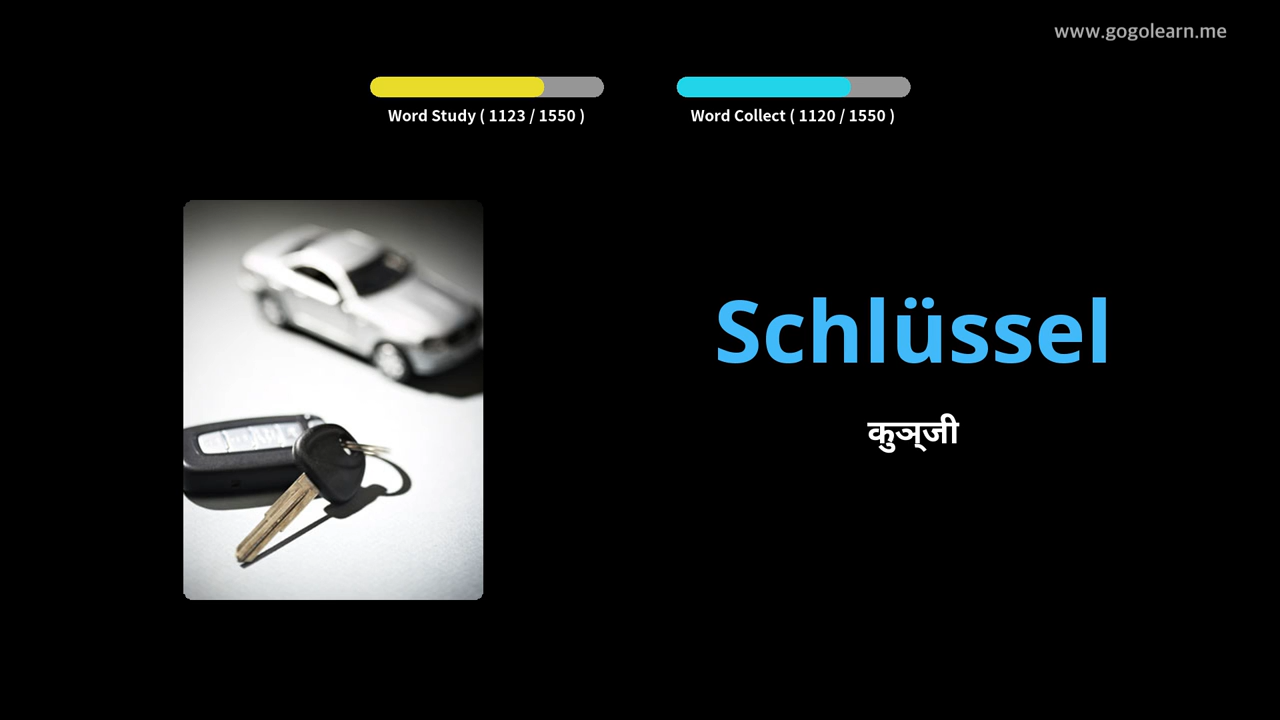 www.gogolearn.me
Word Study ( 1123 / 1550 )
Word Collect ( 1120 / 1550 )
Schlüssel
कुञ्जी